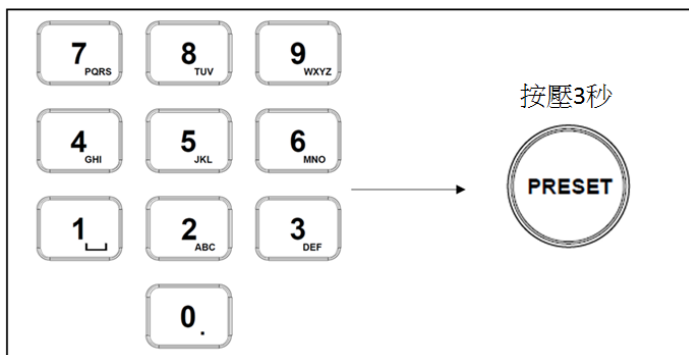 7 PQRS 8 TUV 9 WXYZ
按壓3秒
4 GHI 5 JKL 6 MNO
PRESET
1 2 ABC 3 DEF
0 .